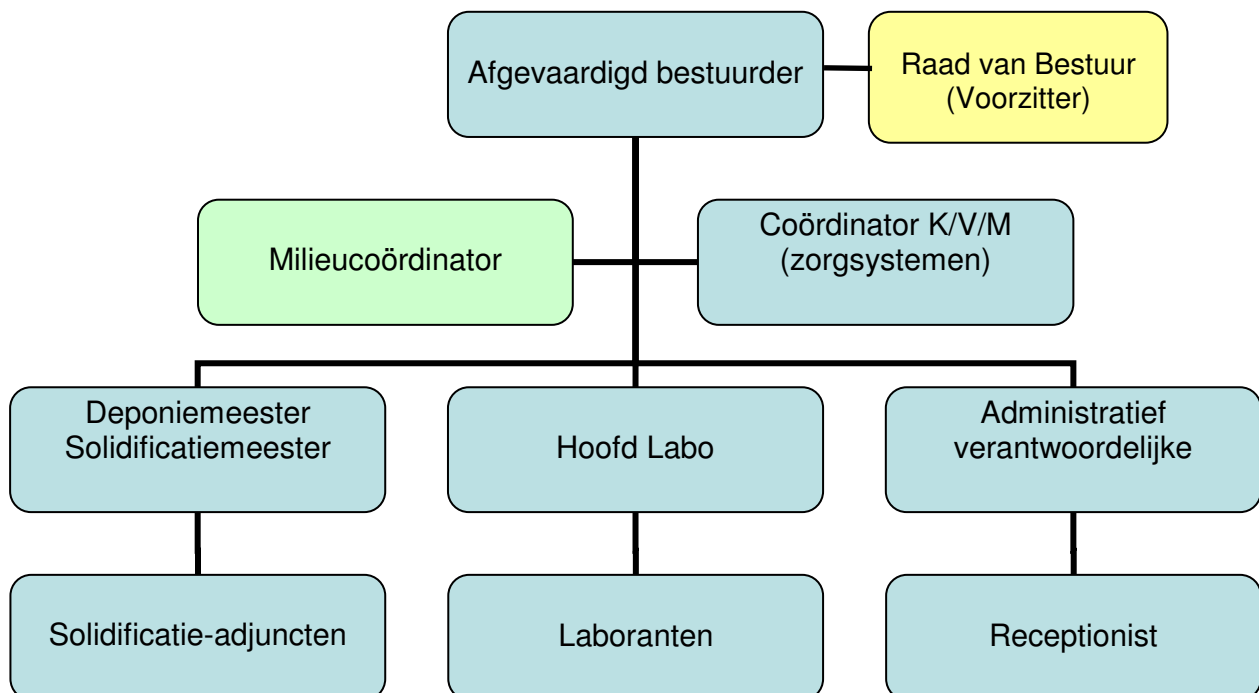 Afgevaardigd bestuurder
Raad van Bestuur
(Voorzitter)
Milieucoördinator
Coördinator K/V/M
(zorgsystemen)
Deponiemeester
Solidificatiemeester
Hoofd Labo
Administratief
verantwoordelijke
Solidificatie-adjuncten
Laboranten
Receptionist